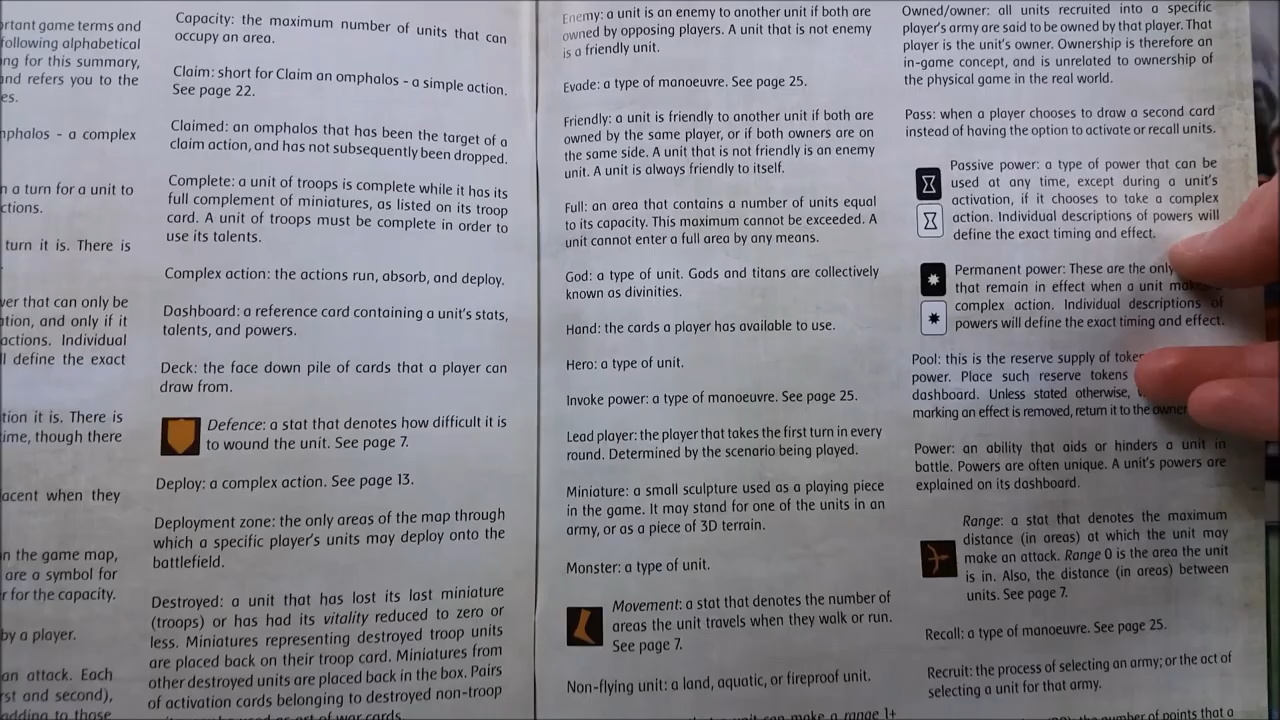 rtant game terms and
following alphabetical
ng for this summary,
and refers you to the
es.
nphalos - a complex
n a turn for a unit to
ctions.
turn it is. There is
ver that can only be
ation, and only if it
actions. Individual
ll define the exact
tion it is. There is
time, though there
acent when they
n the game map,
are a symbol for
r for the capacity.
by a player.
an attack. Each
rst and second),
adding to those
Capacity: the maximum number of units that can
occupy an area.
Claim: short for Claim an omphalos - a simple action.
See page 22.
Claimed: an omphalos that has been the target of a
claim action, and has not subsequently been dropped.
Complete: a unit of troops is complete while it has its
full complement of miniatures, as listed on its troop
card. A unit of troops must be complete in order to
use its talents.
Complex action: the actions run, absorb, and deploy.
Dashboard: a reference card containing a unit's stats,
talents, and powers.
Deck: the face down pile of cards that a player can
draw from.
Defence: a stat that denotes how difficult it is
to wound the unit. See page 7.
Deploy: a complex action. See page 13.
Deployment zone: the only areas of the map through
which a specific player's units may deploy onto the
battlefield.
Destroyed: a unit that has lost its last miniature
(troops) or has had its vitality reduced to zero or
less. Miniatures representing destroyed troop units
are placed back on their troop card. Miniatures from
other destroyed units are placed back in the box. Pairs
of activation cards belonging to destroyed non-troop
art of war cards.
Enemy: a unit is an enemy to another unit if both are
owned by opposing players. A unit that is not enemy
is a friendly unit.
Evade: a type of manoeuvre. See page 25.
Friendly: a unit is friendly to another unit if both are
owned by the same player, or if both owners are on
the same side. A unit that is not friendly is an enemy
unit. A unit is always friendly to itself.
Full: an area that contains a number of units equal
to its capacity. This maximum cannot be exceeded. A
unit cannot enter a full area by any means.
God: a type of unit. Gods and titans are collectively
known as divinities.
Hand: the cards a player has available to use.
Hero: a type of unit.
Invoke power: a type of manoeuvre. See page 25.
Lead player: the player that takes the first turn in every
round. Determined by the scenario being played.
Miniature: a small sculpture used as a playing piece
in the game. It may stand for one of the units in an
army, or as a piece of 3D terrain.
Monster: a type of unit.
Movement: a stat that denotes the number of
areas the unit travels when they walk or run.
See page 7.
Non-flying unit: a land, aquatic, or fireproof unit.
unit can make a range 1+
Owned/owner: all units recruited into a specific
player's army are said to be owned by that player. That
player is the unit's owner. Ownership is therefore an
in-game concept, and is unrelated to ownership of
the physical game in the real world.
Pass: when a player chooses to draw a second card
instead of having the option to activate or recall units.
Passive power: a type of power that can be
used at any time, except during a unit's
activation, if it chooses to take a complex
action. Individual descriptions of powers will
define the exact timing and effect.
Permanent power: These are the only
that remain in effect when a unit makes
complex action. Individual descriptions of
powers will define the exact timing and effect.
Pool: this is the reserve supply of token
power. Place such reserve tokens
dashboard. Unless stated otherwise,
marking an effect is removed, return it to the owner
Power: an ability that aids or hinders a unit in
battle. Powers are often unique. A unit's powers are
explained on its dashboard.
Range: a stat that denotes the maximum
distance (in areas) at which the unit may
make an attack. Range 0 is the area the unit
is in. Also, the distance (in areas) between
units. See page 7.
Recall: a type of manoeuvre. See page 25.
Recruit: the process of selecting an army; or the act of
selecting a unit for that army.
number of points that a